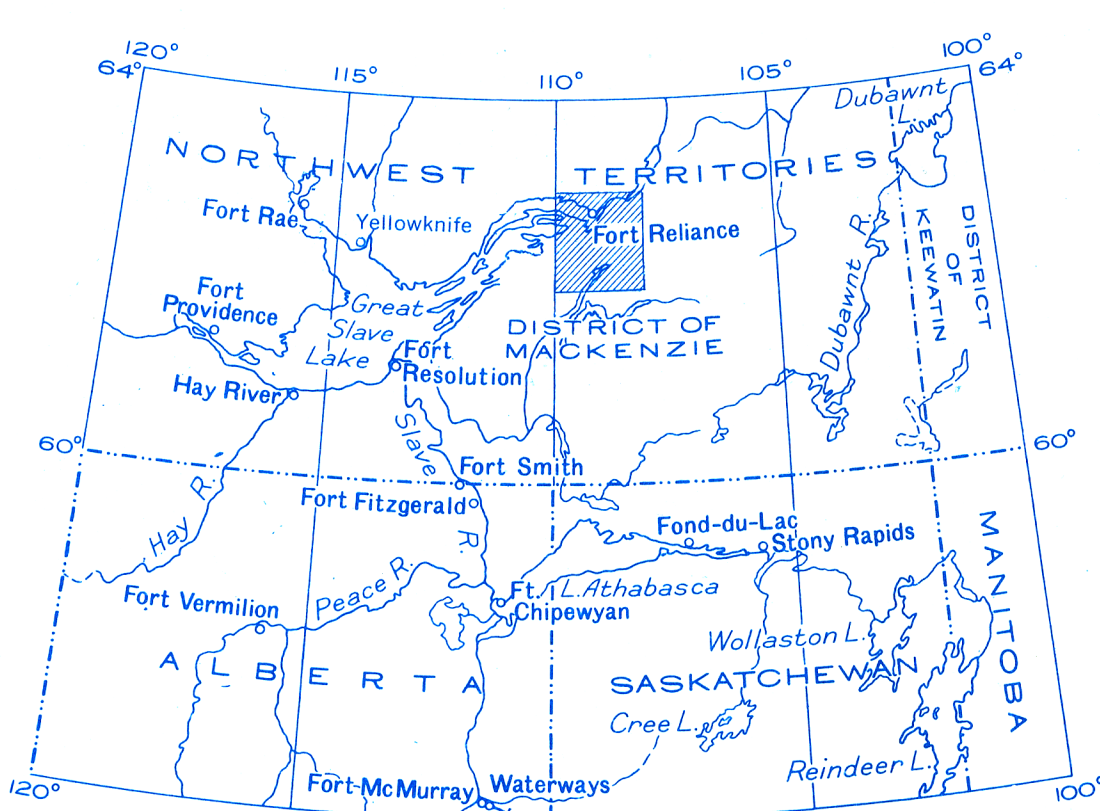 120°
100°
64°
115°
110°
105°
64°
Dubawnt
L.
NORTHWEST
TERRITORIES
Fort Rae
Yellowknife
Fort Reliance
KEEWATIN
DISTRICT
OF
Dubawnt R.
Fort
Providence
Great
Slave
Lake
DISTRICT OF
MACKENZIE
Fort
Resolution
Hay River
Slave
R.
60°
60°
Fort Smith
Fort Fitzgerald
Hay R.
Fond-du-Lac
Stony Rapids
MANITOBA
Peace R.
Ft.
Chipewyan
L. Athabasca
Fort Vermilion
Wollaston L.
ALBERTA
SASKATCHEWAN
Cree L.
Reindeer L.
120°
Fort McMurray
Waterways
100°